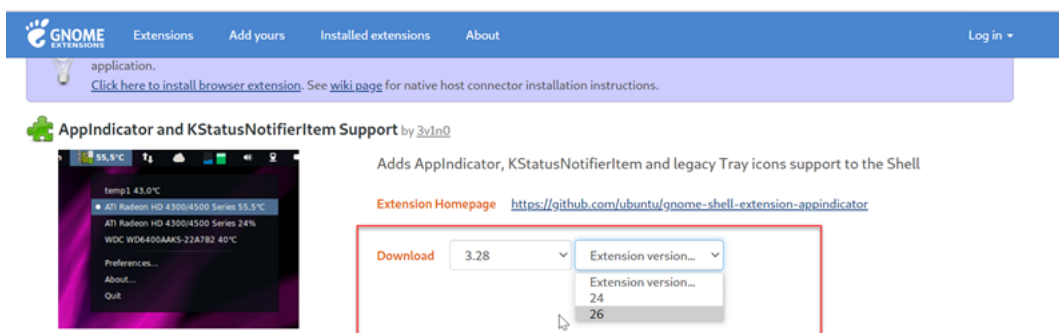 GNOME EXTENSIONS Extensions Add yours Installed extensions About Log in
application.
Click here to install browser extension. See wiki page for native host connector installation instructions.
AppIndicator and KStatusNotifierItem Support by 3v1n0
55,5°C
temp1 43,0°C
ATI Radeon HD 4300/4500 Series 55,5°C
ATI Radeon HD 4300/4500 Series 24%
WDC WD6400AAKS-22A7B2 40°C
Preferences...
About...
Quit
Adds AppIndicator, KStatusNotifierItem and legacy Tray icons support to the Shell
Extension Homepage https://github.com/ubuntu/gnome-shell-extension-appindicator
Download 3.28 Extension version...
Extension version...
24
26